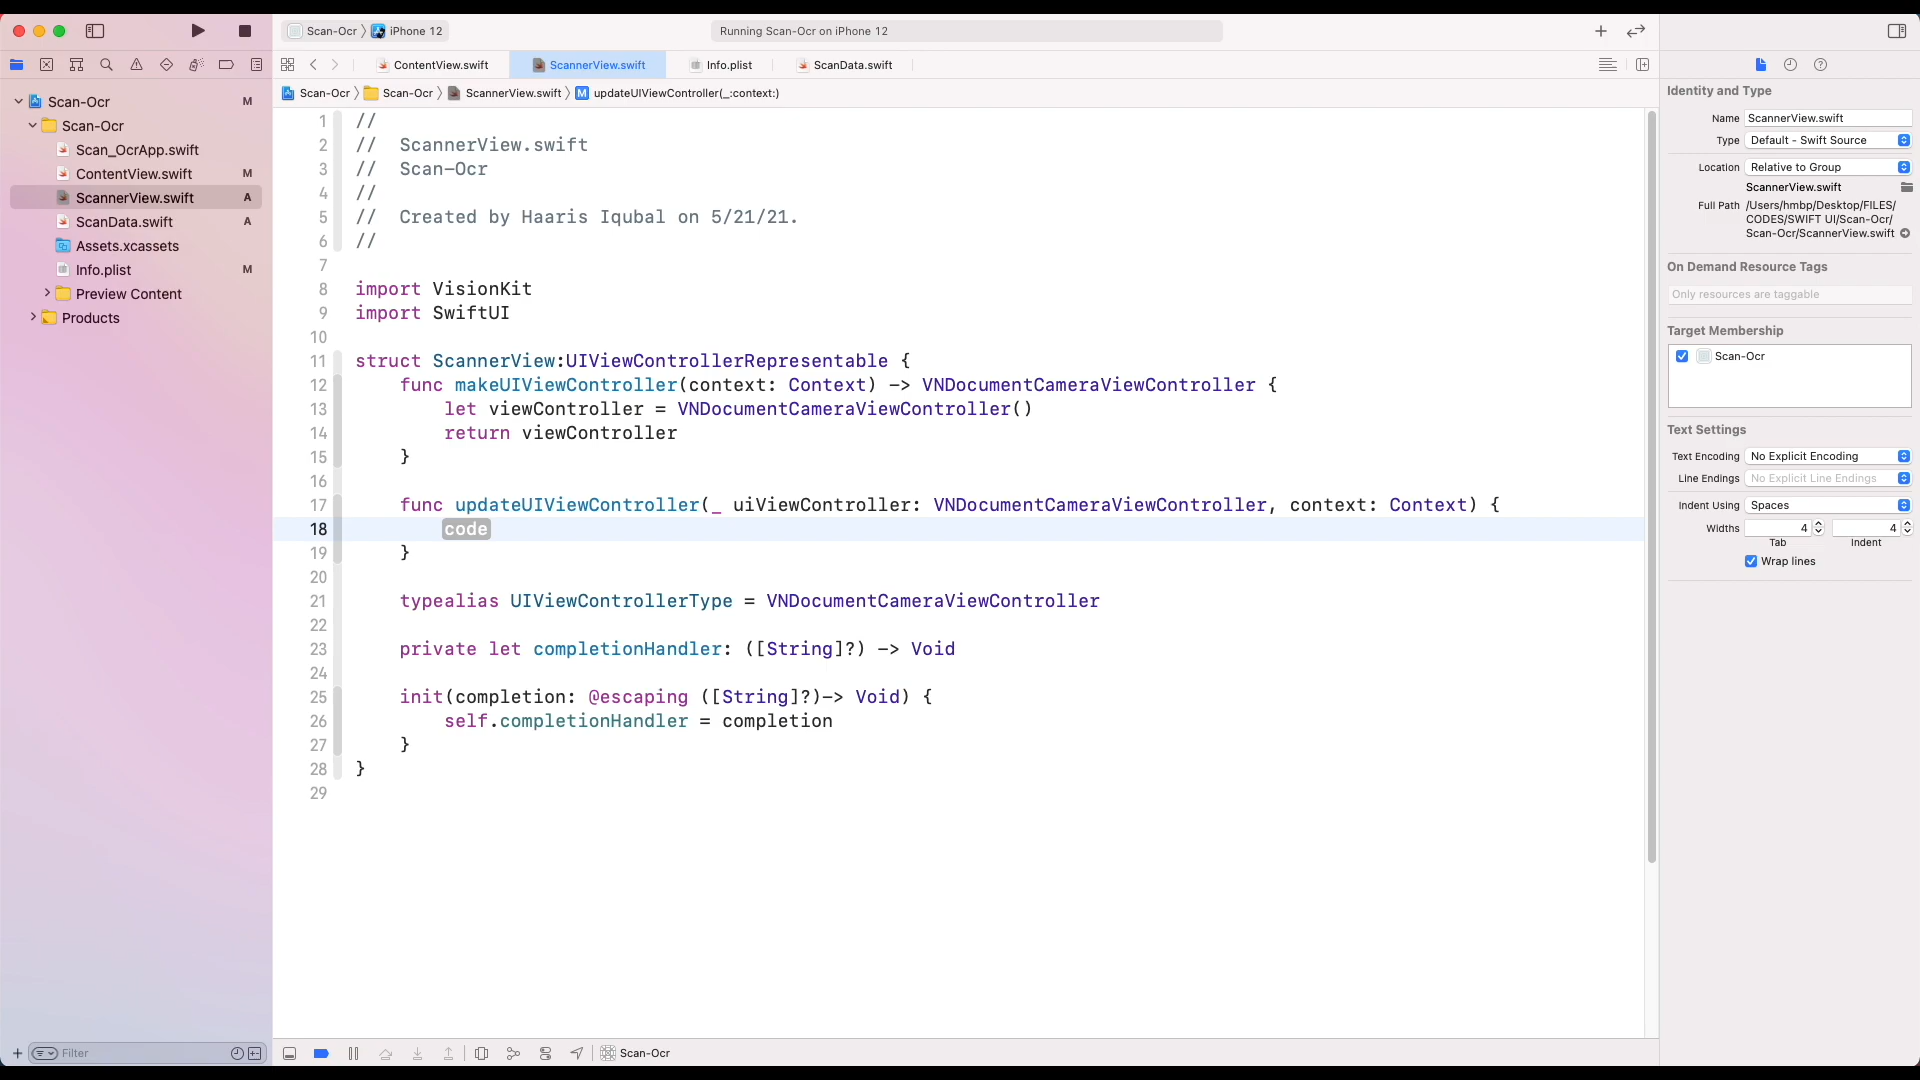 Scan-Ocr iPhone 12
Running Scan-Ocr on iPhone 12
ContentView.swift ScannerView.swift Info.plist ScanData.swift
Scan-Ocr Scan-Ocr ScannerView.swift M updateUIViewController(_:context:)
Scan-Ocr M
Scan-Ocr
Scan_OcrApp.swift
ContentView.swift M
ScannerView.swift A
ScanData.swift A
Assets.xcassets
Info.plist M
Preview Content
Products
Filter
1 //
2 //  ScannerView.swift
3 //  Scan-Ocr
4 //
5 //  Created by Haaris Iqubal on 5/21/21.
6 //
7
8 import VisionKit
9 import SwiftUI
10
11 struct ScannerView:UIViewControllerRepresentable {
12     func makeUIViewController(context: Context) -> VNDocumentCameraViewController {
13         let viewController = VNDocumentCameraViewController()
14         return viewController
15     }
16
17     func updateUIViewController(_ uiViewController: VNDocumentCameraViewController, context: Context) {
18         code
19     }
20
21     typealias UIViewControllerType = VNDocumentCameraViewController
22
23     private let completionHandler: ([String]?) -> Void
24
25     init(completion: @escaping ([String]?)-> Void) {
26         self.completionHandler = completion
27     }
28 }
29
Scan-Ocr
Identity and Type
Name ScannerView.swift
Type Default - Swift Source
Location Relative to Group
ScannerView.swift
Full Path /Users/hmbp/Desktop/FILES/
CODES/SWIFT UI/Scan-Ocr/
Scan-Ocr/ScannerView.swift
On Demand Resource Tags
Only resources are taggable
Target Membership
Scan-Ocr
Text Settings
Text Encoding No Explicit Encoding
Line Endings No Explicit Line Endings
Indent Using Spaces
Widths 4 4
Tab Indent
Wrap lines